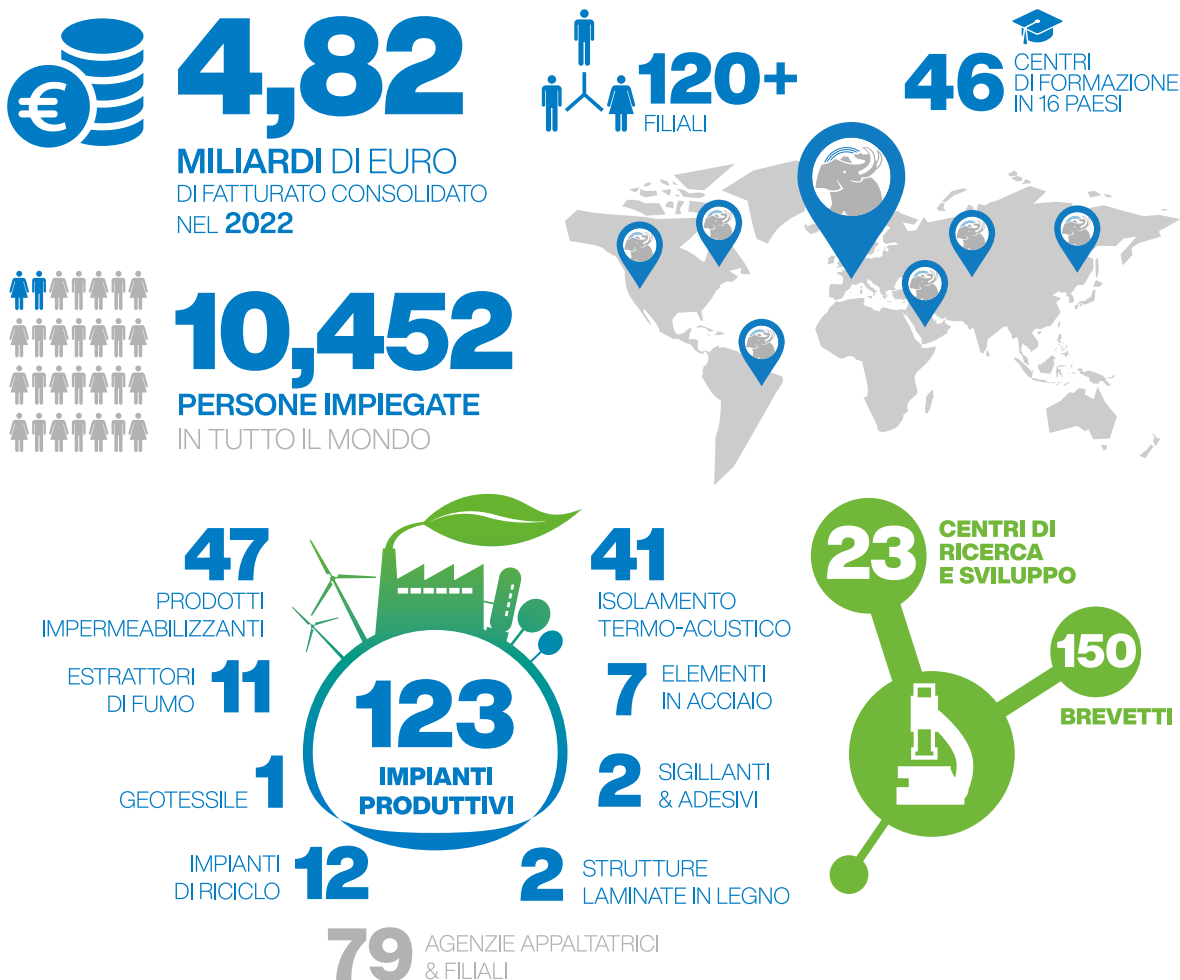 €
4,82
MILIARDI DI EURO
DI FATTURATO CONSOLIDATO
NEL 2022
120+
FILIALI
46
CENTRI
DI FORMAZIONE
IN 16 PAESI
10,452
PERSONE IMPIEGATE
IN TUTTO IL MONDO
47
PRODOTTI
IMPERMEABILIZZANTI
ESTRATTORI
DI FUMO
11
GEOTESSILE
1
IMPIANTI
DI RICICLO
12
123
IMPIANTI
PRODUTTIVI
41
ISOLAMENTO
TERMO-ACUSTICO
7
ELEMENTI
IN ACCIAIO
2
SIGILLANTI
& ADESIVI
2
STRUTTURE
LAMINATE IN LEGNO
79
AGENZIE APPALTATRICI
& FILIALI
23
CENTRI DI
RICERCA
E SVILUPPO
150
BREVETTI